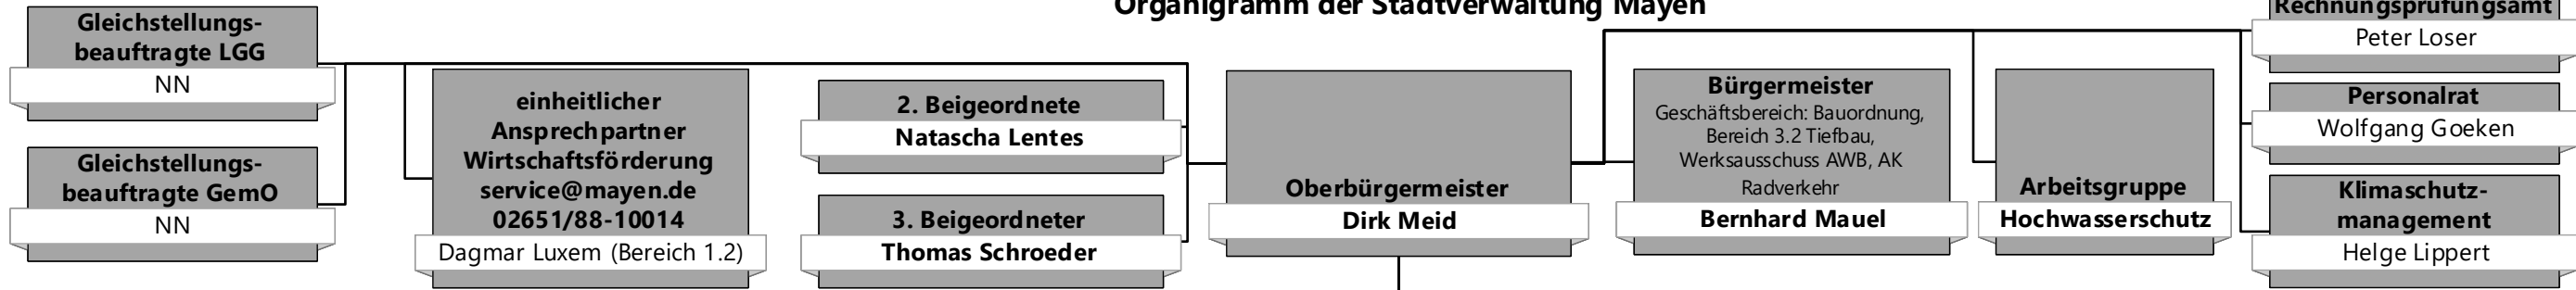 Organigramm der Stadtverwaltung Mayen
Gleichstellungs-
beauftragte LGG
NN
Gleichstellungs-
beauftragte GemO
NN
einheitlicher
Ansprechpartner
Wirtschaftsförderung
service@mayen.de
02651/88-10014
Dagmar Luxem (Bereich 1.2)
2. Beigeordnete
Natascha Lentes
3. Beigeordneter
Thomas Schroeder
Oberbürgermeister
Dirk Meid
Bürgermeister
Geschäftsbereich: Bauordnung,
Bereich 3.2 Tiefbau,
Werksausschuss AWB, AK
Radverkehr
Bernhard Mauel
Arbeitsgruppe
Hochwasserschutz
Rechnungsprüfungsamt
Peter Loser
Personalrat
Wolfgang Goeken
Klimaschutz-
management
Helge Lippert